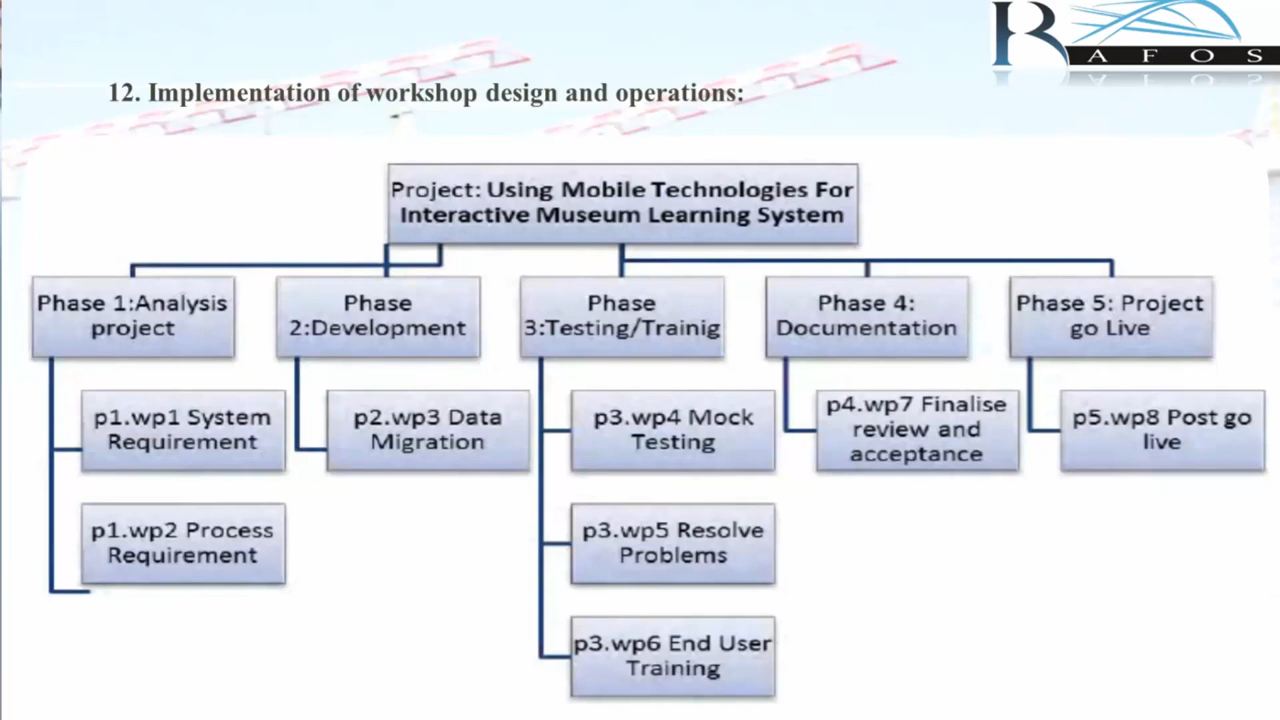 RAFOS
12. Implementation of workshop design and operations:
Project: Using Mobile Technologies For
Interactive Museum Learning System
Phase 1:Analysis
project
Phase
2:Development
Phase
3:Testing/Trainig
Phase 4:
Documentation
Phase 5: Project
go Live
p1.wp1 System
Requirement
p2.wp3 Data
Migration
p3.wp4 Mock
Testing
p4.wp7 Finalise
review and
acceptance
p5.wp8 Post go
live
p1.wp2 Process
Requirement
p3.wp5 Resolve
Problems
p3.wp6 End User
Training